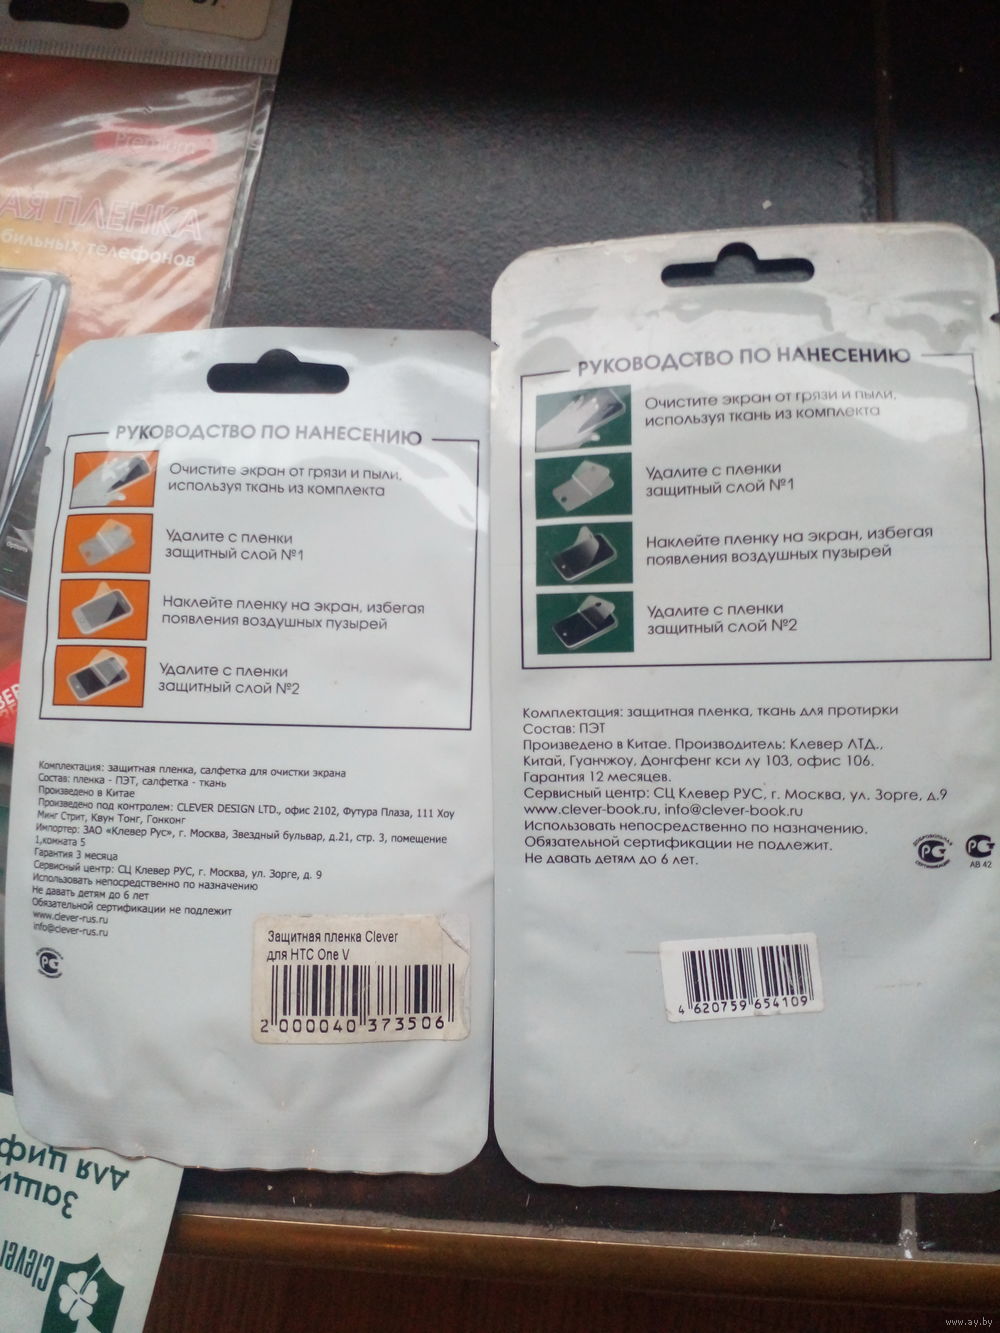 Premium
АЯ ПЛЕНКА
бильных телефонов
РУКОВОДСТВО ПО НАНЕСЕНИЮ
Очистите экран от грязи и пыли,
используя ткань из комплекта
Удалите с пленки
защитный слой №1
Наклейте пленку на экран, избегая
появления воздушных пузырей
Удалите с пленки
защитный слой №2
Комплектация: защитная пленка, салфетка для очистки экрана
Состав: пленка - ПЭТ, салфетка - ткань
Произведено в Китае
Произведено под контролем: CLEVER DESIGN LTD., офис 2102, Футура Плаза, 111 Хоу
Минг Стрит, Квун Тонг, Гонконг
Импортер: ЗАО «Клевер Рус», г. Москва, Звездный бульвар, д.21, стр. 3, помещение
1,комната 5
Гарантия 3 месяца
Сервисный центр: СЦ Клевер РУС, г. Москва, ул. Зорге, д. 9
Использовать непосредственно по назначению
Не давать детям до 6 лет
Обязательной сертификации не подлежит
www.clever-rus.ru
info@clever-rus.ru
Защитная пленка Clever
для HTC One V
2 000040 373506
РУКОВОДСТВО ПО НАНЕСЕНИЮ
Очистите экран от грязи и пыли,
используя ткань из комплекта
Удалите с пленки
защитный слой №1
Наклейте пленку на экран, избегая
появления воздушных пузырей
Удалите с пленки
защитный слой №2
Комплектация: защитная пленка, ткань для протирки
Состав: ПЭТ
Произведено в Китае. Производитель: Клевер ЛТД.,
Китай, Гуанчжоу, Донгфенг кси лу 103, офис 106.
Гарантия 12 месяцев.
Сервисный центр: СЦ Клевер РУС, г. Москва, ул. Зорге, д.9
www.clever-book.ru, info@clever-book.ru
Использовать непосредственно по назначению.
Обязательной сертификации не подлежит.
Не давать детям до 6 лет.
ДОБРОВОЛЬНАЯ
СЕРТИФИКАЦИЯ
АВ 42
4 620759 654109
Защи
для циф
Clever
www.ay.by